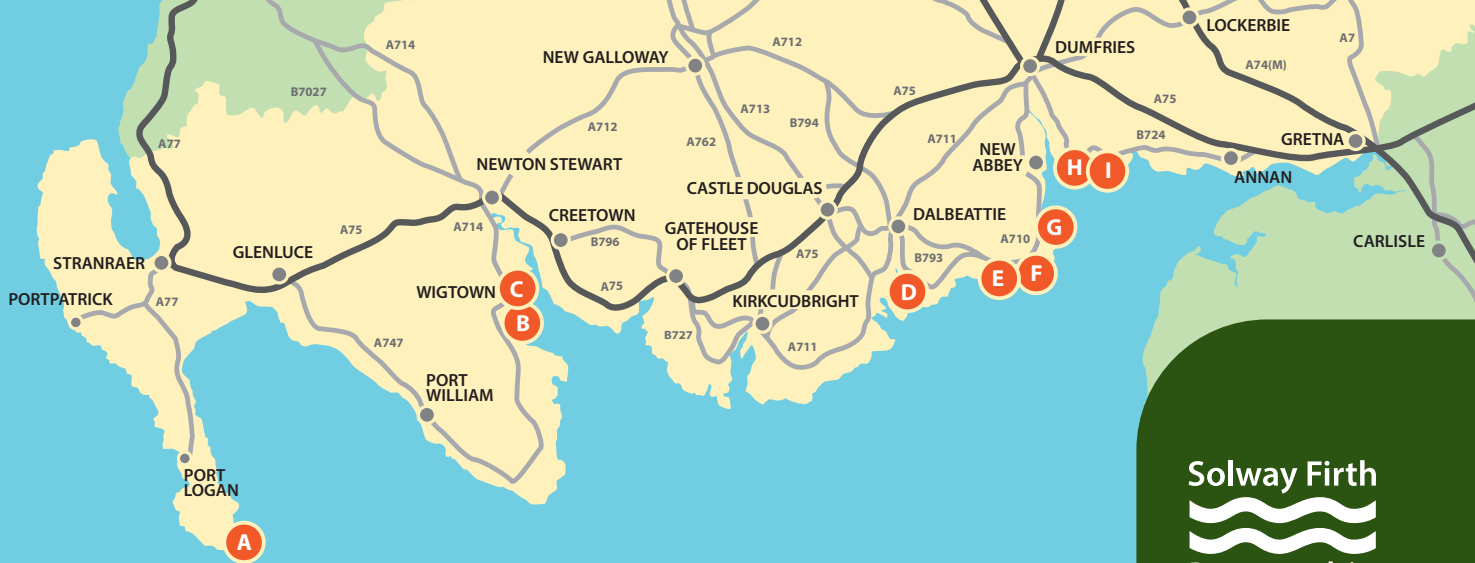 LOCKERBIE
A7
A714
A712
DUMFRIES
NEW GALLOWAY
A74(M)
B7027
A75
A75
A713
B794
A712
A762
A711
B724
GRETNA
A77
NEW
ABBEY
H
I
NEWTON STEWART
ANNAN
CASTLE DOUGLAS
CREETOWN
DALBEATTIE
GATEHOUSE
OF FLEET
A714
A75
B796
G
A710
CARLISLE
GLENLUCE
A75
B793
STRANRAER
E
F
A75
WIGTOWN
C
D
PORTPATRICK
A77
KIRKCUDBRIGHT
B
B727
A747
A711
PORT
WILLIAM
PORT
LOGAN
A
Solway Firth